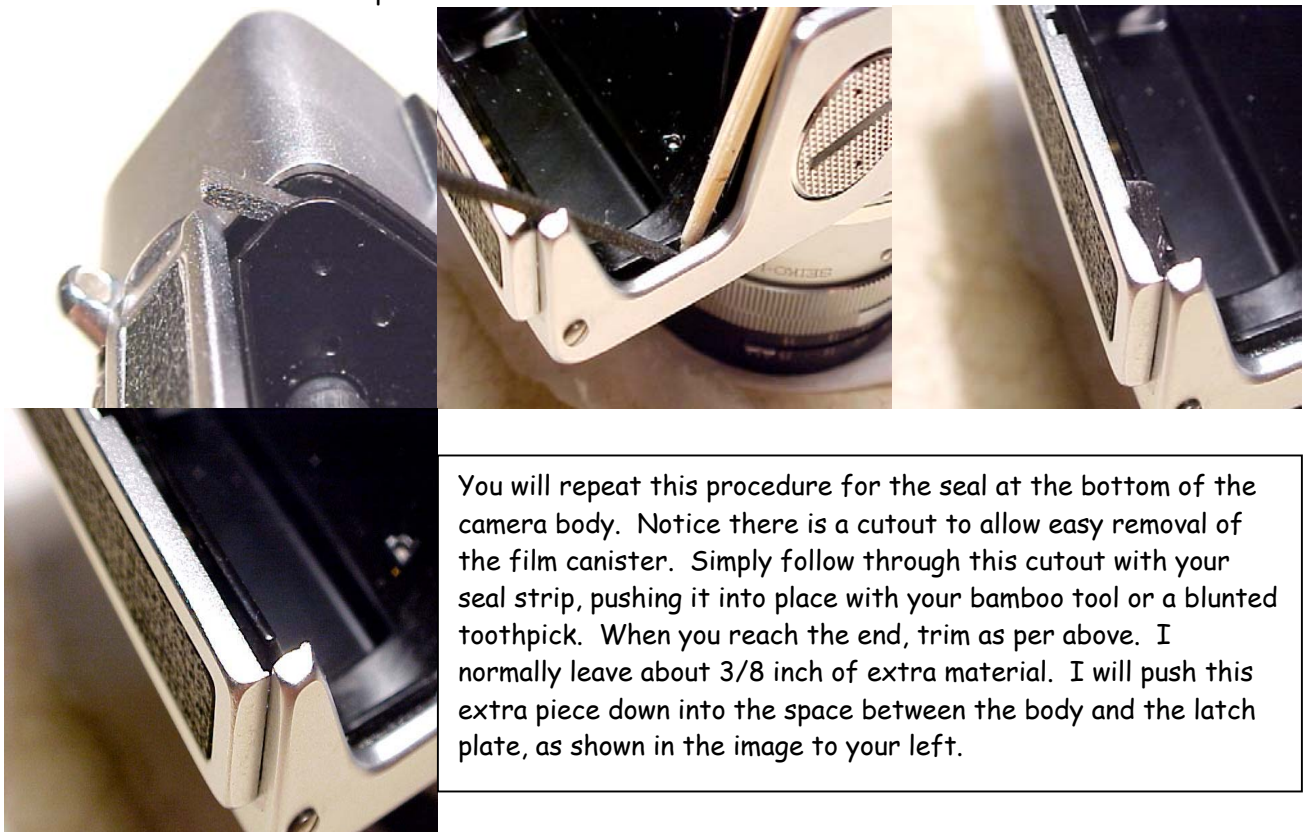 You will repeat this procedure for the seal at the bottom of the
camera body.  Notice there is a cutout to allow easy removal of
the film canister.  Simply follow through this cutout with your
seal strip, pushing it into place with your bamboo tool or a blunted
toothpick.  When you reach the end, trim as per above.  I
normally leave about 3/8 inch of extra material.  I will push this
extra piece down into the space between the body and the latch
plate, as shown in the image to your left.